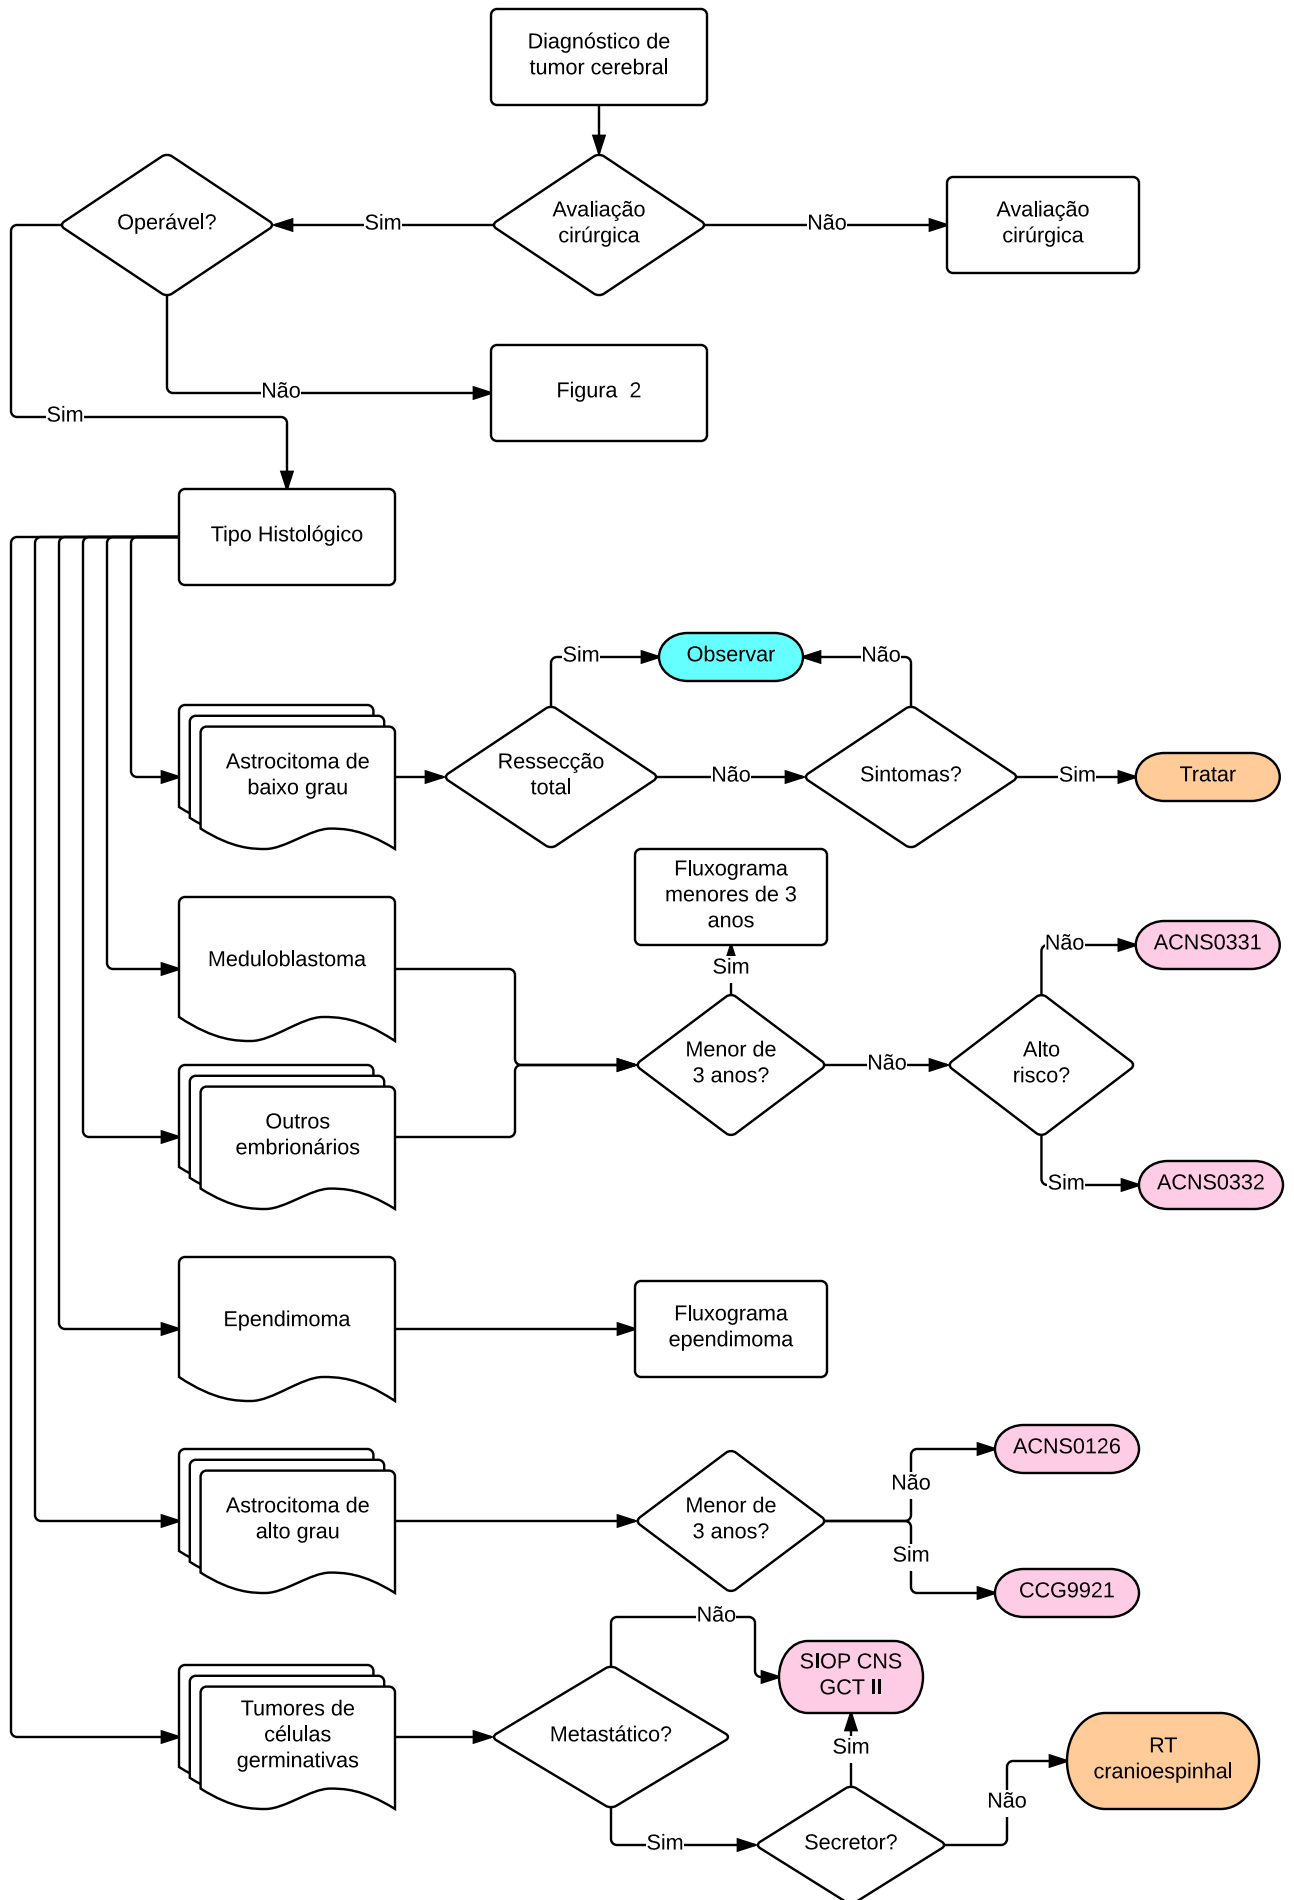 Diagnóstico de
tumor cerebral
Operável?
Sim
Avaliação
cirúrgica
Não
Avaliação
cirúrgica
Não
Figura 2
Sim
Tipo Histológico
Sim
Observar
Não
Astrocitoma de
baixo grau
Ressecção
total
Não
Sintomas?
Sim
Tratar
Fluxograma
menores de 3
anos
Meduloblastoma
Sim
Não
ACNS0331
Menor de
3 anos?
Não
Alto
risco?
Outros
embrionários
Sim
ACNS0332
Ependimoma
Fluxograma
ependimoma
Astrocitoma de
alto grau
Menor de
3 anos?
Não
ACNS0126
Sim
CCG9921
Não
SIOP CNS
GCT II
Tumores de
células
germinativas
Metastático?
Sim
Sim
Secretor?
Não
RT
cranioespinhal